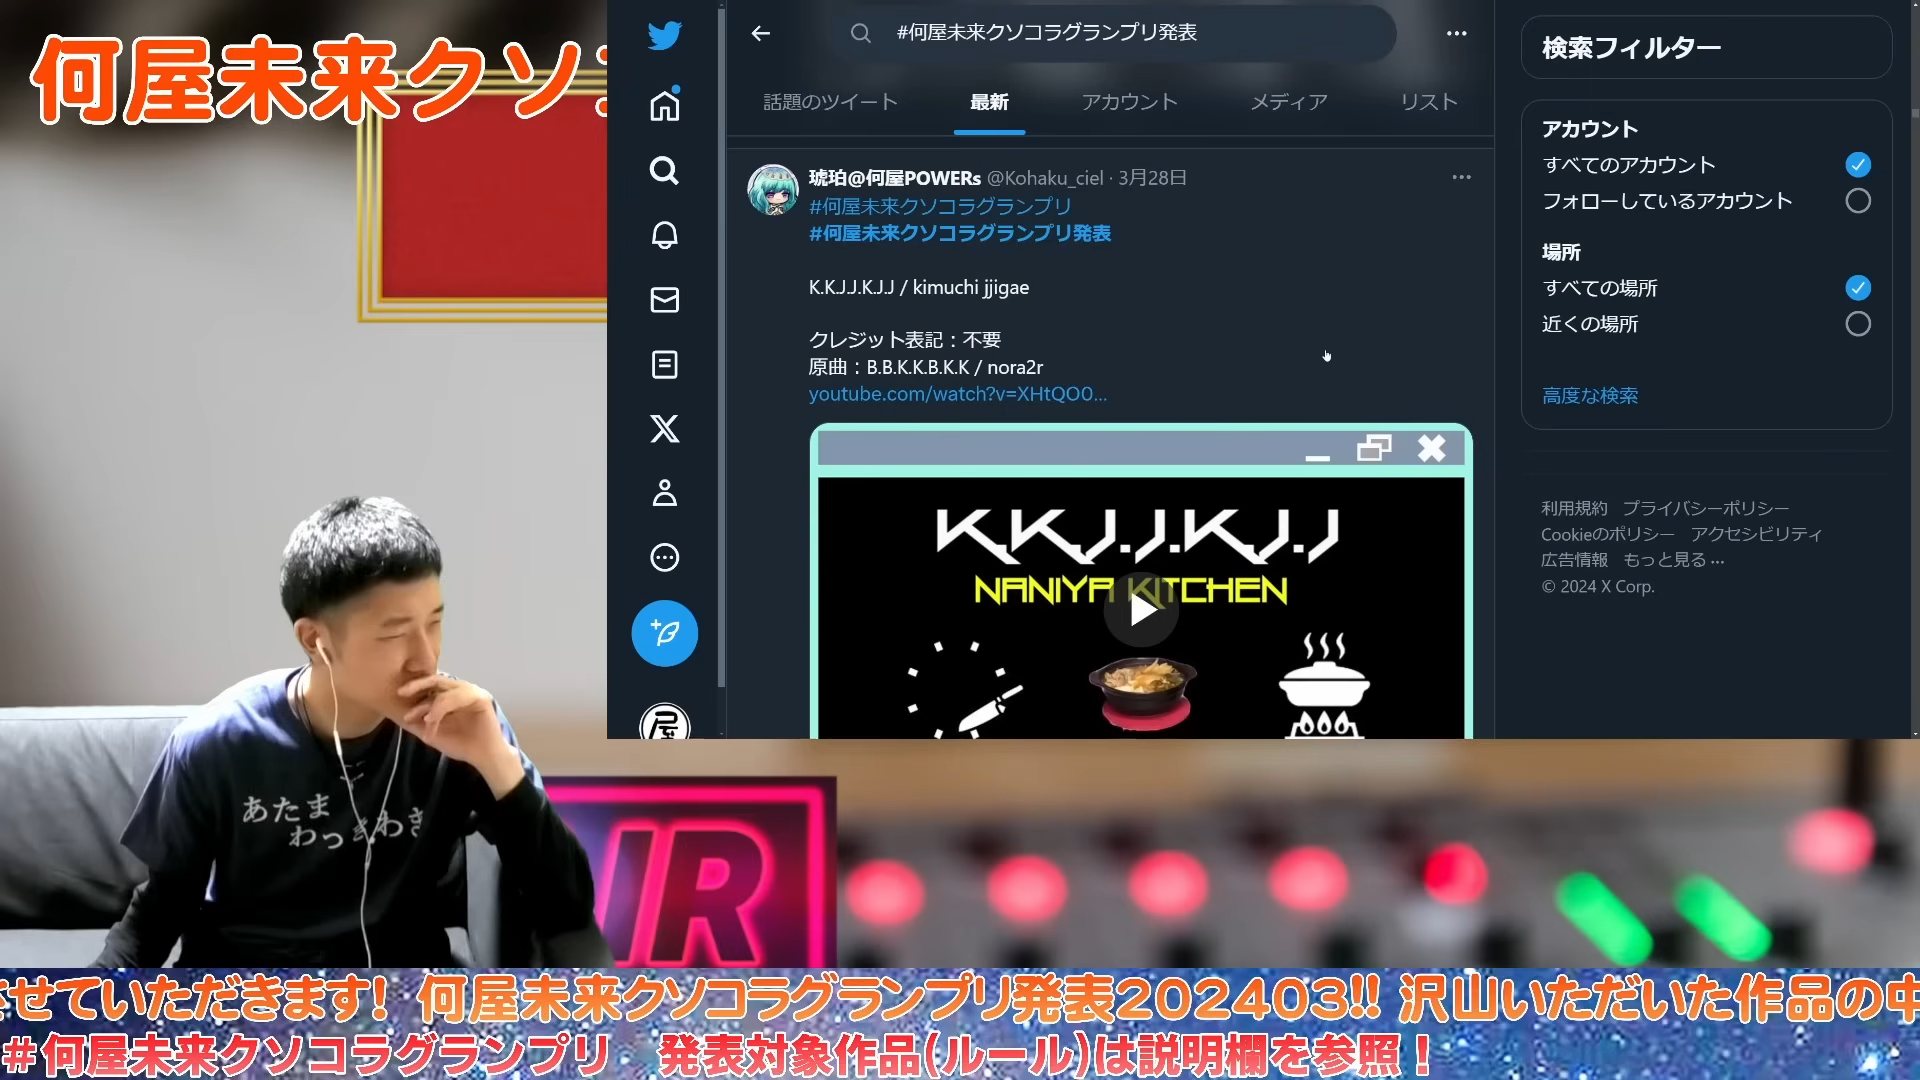 何屋未来クソ
#何屋未来クソコラグランプリ発表
話題のツイート
最新
アカウント
メディア
リスト
琥珀@何屋POWERs @Kohaku_ciel · 3月28日
#何屋未来クソコラグランプリ
#何屋未来クソコラグランプリ発表
K.K.J.J.K.J.J / kimuchi jjigae
クレジット表記：不要
原曲：B.B.K.K.B.K.K / nora2r
youtube.com/watch?v=XHtQO0...
K.K.J.J.K.J.J
NANIYA KITCHEN
屋
検索フィルター
アカウント
すべてのアカウント
フォローしているアカウント
場所
すべての場所
近くの場所
高度な検索
利用規約 プライバシーポリシー
Cookieのポリシー アクセシビリティ
広告情報 もっと見る ···
© 2024 X Corp.
あたま
わっきわき
させていただきます! 何屋未来クソコラグランプリ発表202403!! 沢山いただいた作品の中
#何屋未来クソコラグランプリ 発表対象作品(ルール)は説明欄を参照！